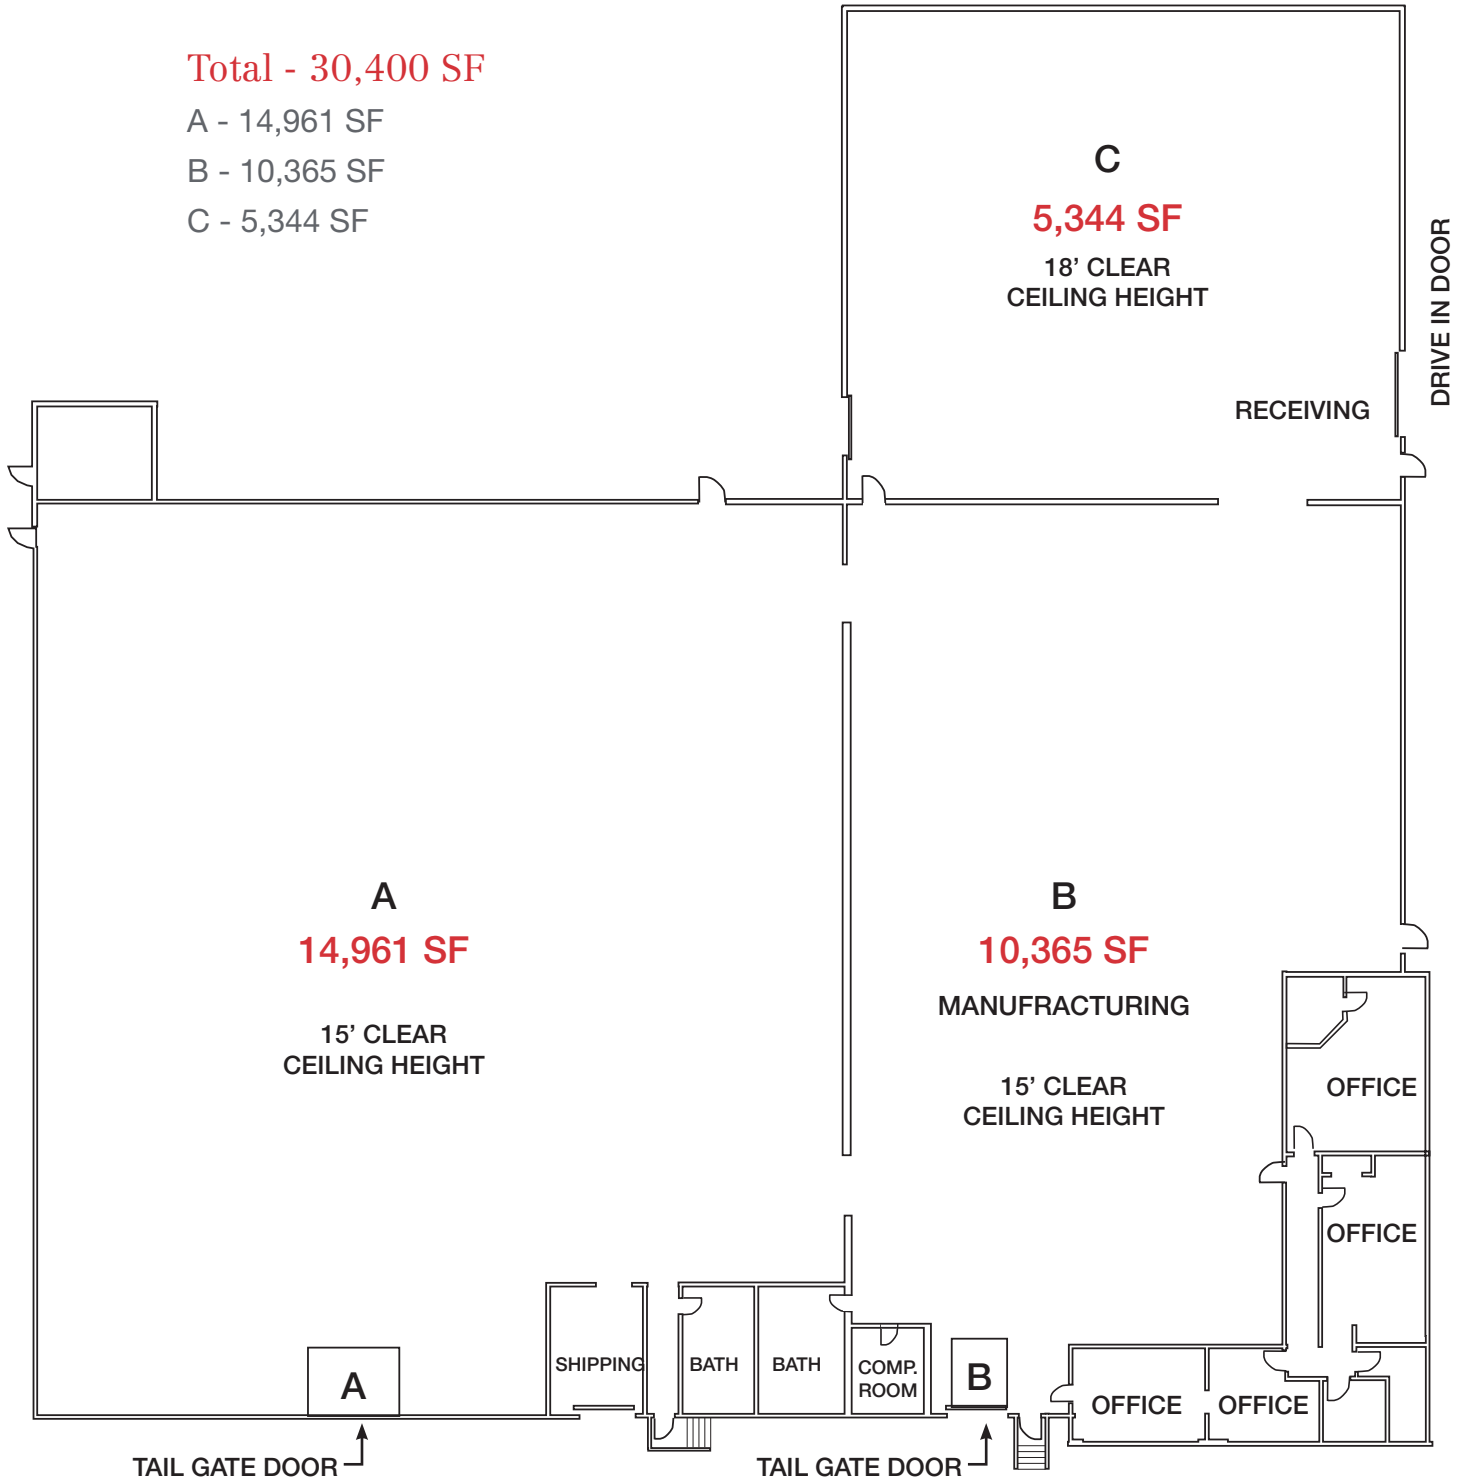 Total - 30,400 SF
A - 14,961 SF
B - 10,365 SF
C - 5,344 SF
C
5,344 SF
18’ CLEAR
CEILING HEIGHT
DRIVE IN DOOR
RECEIVING
A
14,961 SF
15’ CLEAR
CEILING HEIGHT
B
10,365 SF
MANUFRACTURING
15’ CLEAR
CEILING HEIGHT
OFFICE
OFFICE
SHIPPING
BATH
BATH
COMP.
ROOM
A
B
OFFICE
OFFICE
TAIL GATE DOOR
TAIL GATE DOOR